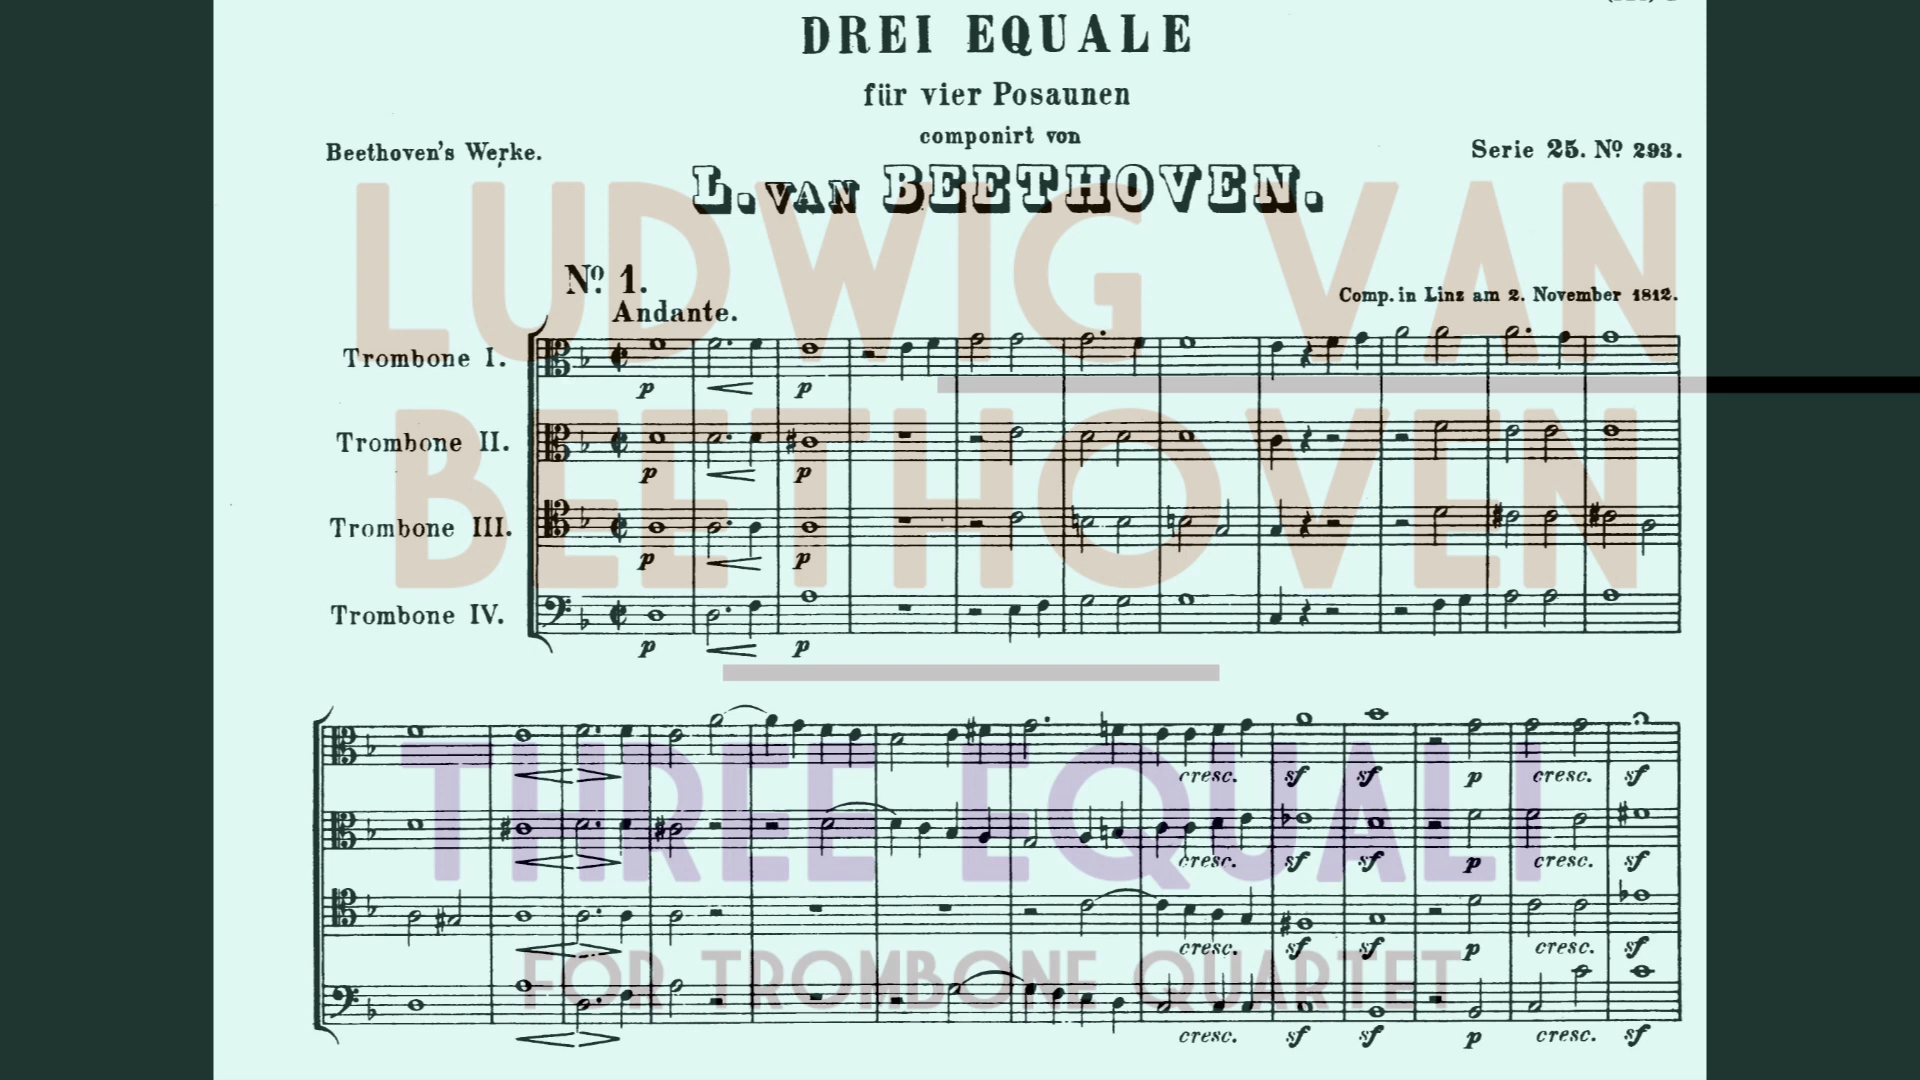 DREI EQUALE
für vier Posaunen
componirt von
Beethoven's Werke.
Serie 25. Nº 293.
L. VAN BEETHOVEN.
LUDWIG VAN
BEETHOVEN
Nº 1.
Andante.
Comp. in Linz am 2. November 1812.
Trombone I.
p p
Trombone II.
p p
Trombone III.
p p
Trombone IV.
p p
THREE EQUALI
cresc. sf sf p cresc. sf
cresc. sf sf p cresc. sf
cresc. sf sf p cresc. sf
FOR TROMBONE QUARTET
cresc. sf sf p cresc. sf